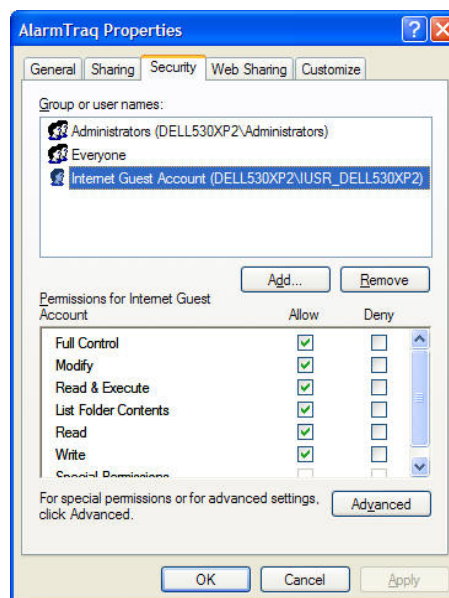 AlarmTraq Properties
General Sharing Security Web Sharing Customize
Group or user names:
Administrators (DELL530XP2\Administrators)
Everyone
Internet Guest Account (DELL530XP2\IUSR_DELL530XP2)
Add... Remove
Permissions for Internet Guest
Account Allow Deny
Full Control
Modify
Read & Execute
List Folder Contents
Read
Write
Special Permissions
For special permissions or for advanced settings,
click Advanced.
Advanced
OK Cancel Apply